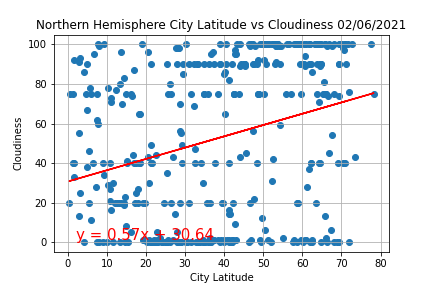 Northern Hemisphere City Latitude vs Cloudiness 02/06/2021
100
80
60
40
20
0
Cloudiness
y = 0.57x + 30.64
0 10 20 30 40 50 60 70 80
City Latitude